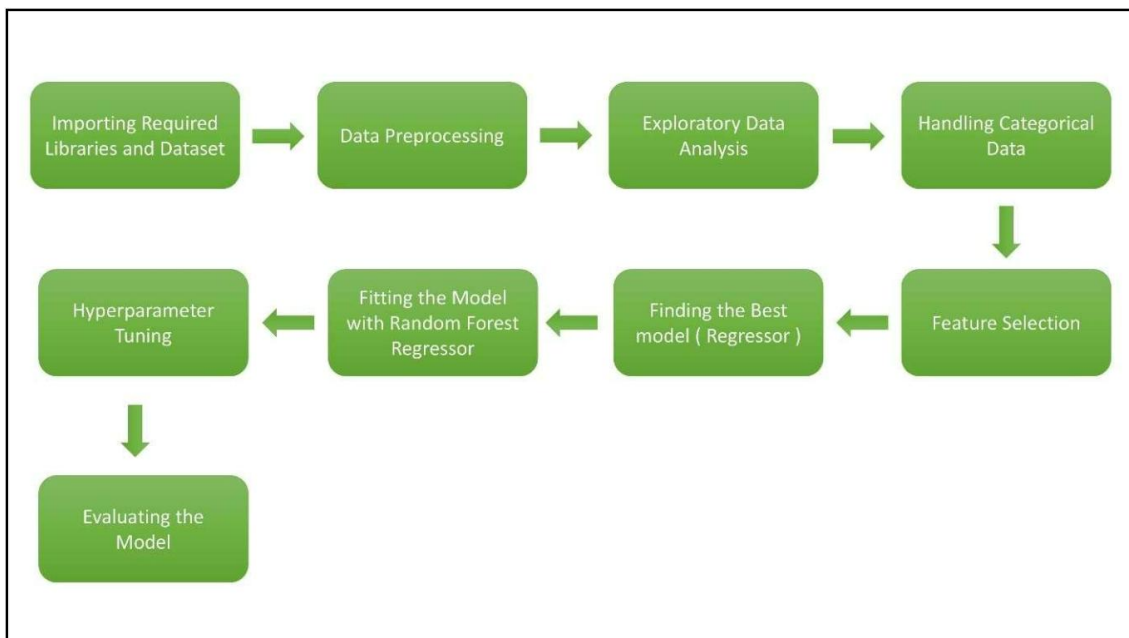 Importing Required
Libraries and Dataset
Data Preprocessing
Exploratory Data
Analysis
Handling Categorical
Data
Feature Selection
Finding the Best
model ( Regressor )
Fitting the Model
with Random Forest
Regressor
Hyperparameter
Tuning
Evaluating the
Model